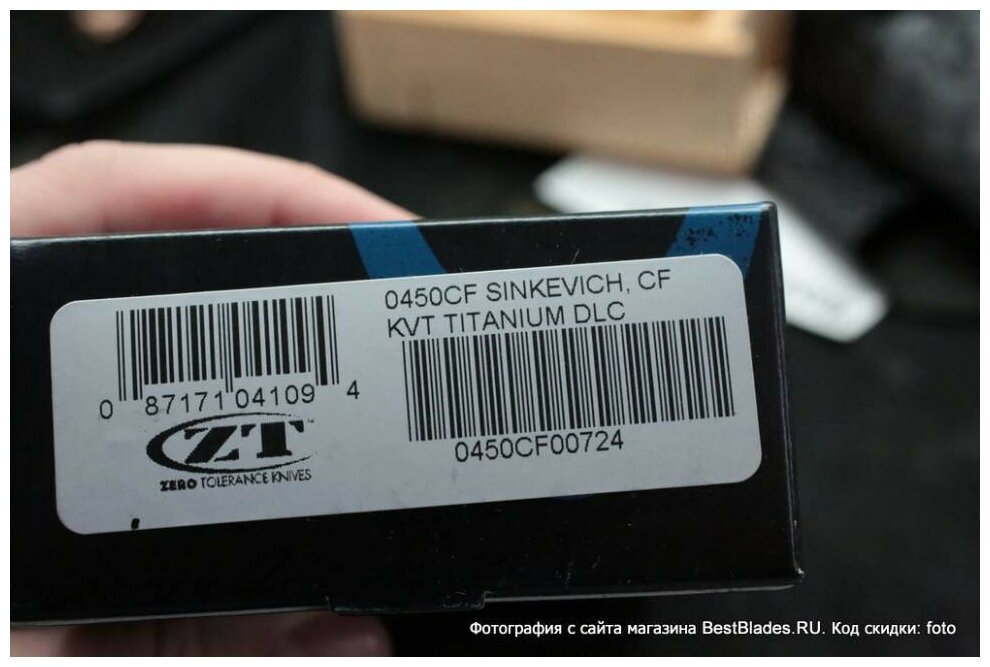 0450CF SINKEVICH, CF
KVT TITANIUM DLC
0 87171 04109 4
ZT™
ZERO TOLERANCE KNIVES
0450CF00724
Фотография с сайта магазина BestBlades.RU. Код скидки: foto